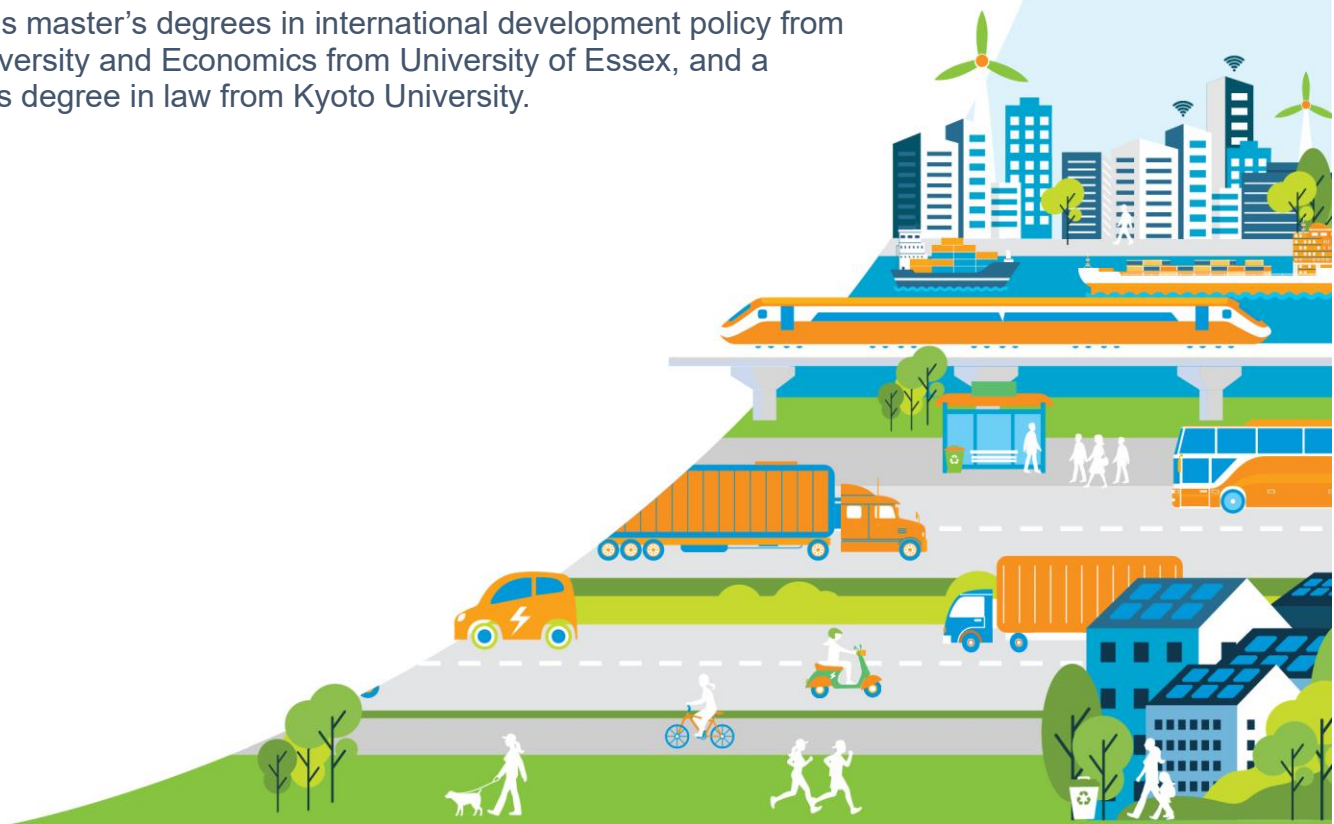 s master’s degrees in international development policy from
versity and Economics from University of Essex, and a
s degree in law from Kyoto University.